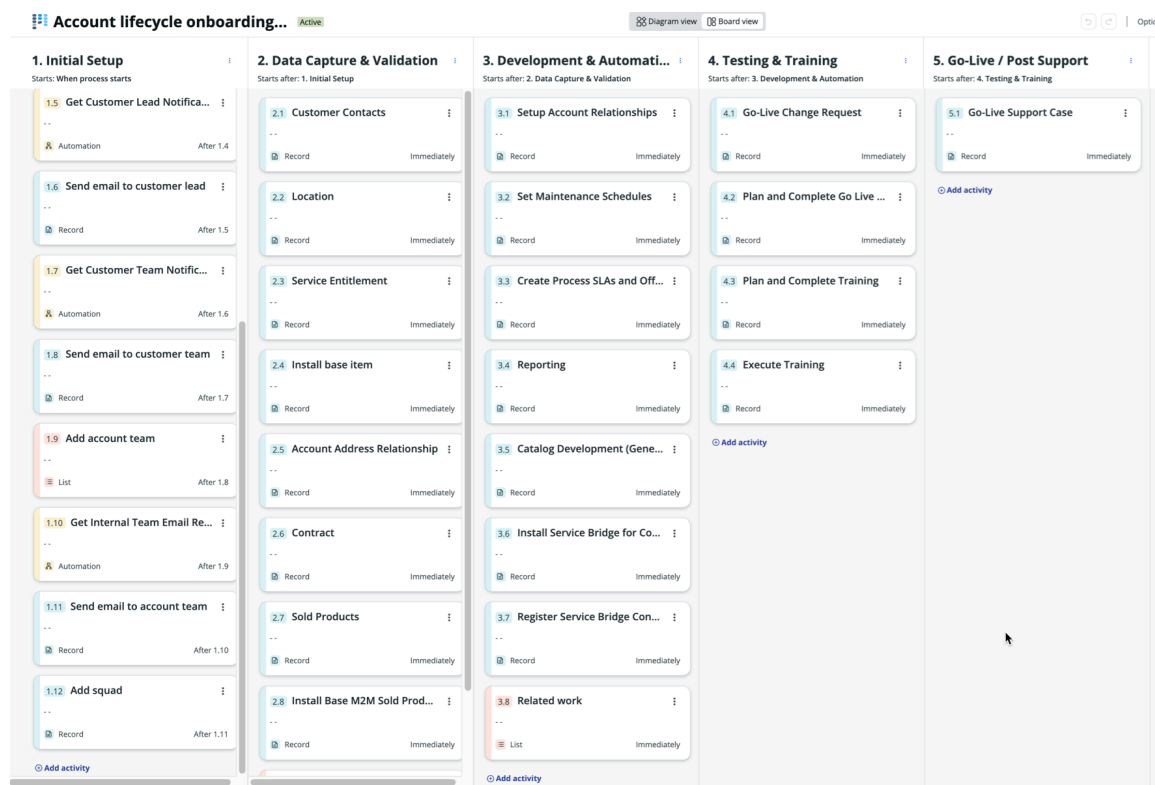 Account lifecycle onboarding...
Active
Diagram view
Board view
1. Initial Setup
Starts: When process starts
1.5 Get Customer Lead Notifica...
--
Automation After 1.4
1.6 Send email to customer lead
--
Record After 1.5
1.7 Get Customer Team Notific...
--
Automation After 1.6
1.8 Send email to customer team
--
Record After 1.7
1.9 Add account team
--
List After 1.8
1.10 Get Internal Team Email Re...
--
Automation After 1.9
1.11 Send email to account team
--
Record After 1.10
1.12 Add squad
--
Record After 1.11
Add activity
2. Data Capture & Validation
Starts after: 1. Initial Setup
2.1 Customer Contacts
--
Record Immediately
2.2 Location
--
Record Immediately
2.3 Service Entitlement
--
Record Immediately
2.4 Install base item
--
Record Immediately
2.5 Account Address Relationship
--
Record Immediately
2.6 Contract
--
Record Immediately
2.7 Sold Products
--
Record Immediately
2.8 Install Base M2M Sold Prod...
--
Record Immediately
3. Development & Automati...
Starts after: 2. Data Capture & Validation
3.1 Setup Account Relationships
--
Record Immediately
3.2 Set Maintenance Schedules
--
Record Immediately
3.3 Create Process SLAs and Off...
--
Record Immediately
3.4 Reporting
--
Record Immediately
3.5 Catalog Development (Gene...
--
Record Immediately
3.6 Install Service Bridge for Co...
--
Record Immediately
3.7 Register Service Bridge Con...
--
Record Immediately
3.8 Related work
--
List Immediately
Add activity
4. Testing & Training
Starts after: 3. Development & Automation
4.1 Go-Live Change Request
--
Record Immediately
4.2 Plan and Complete Go Live ...
--
Record Immediately
4.3 Plan and Complete Training
--
Record Immediately
4.4 Execute Training
--
Record Immediately
Add activity
5. Go-Live / Post Support
Starts after: 4. Testing & Training
5.1 Go-Live Support Case
--
Record Immediately
Add activity